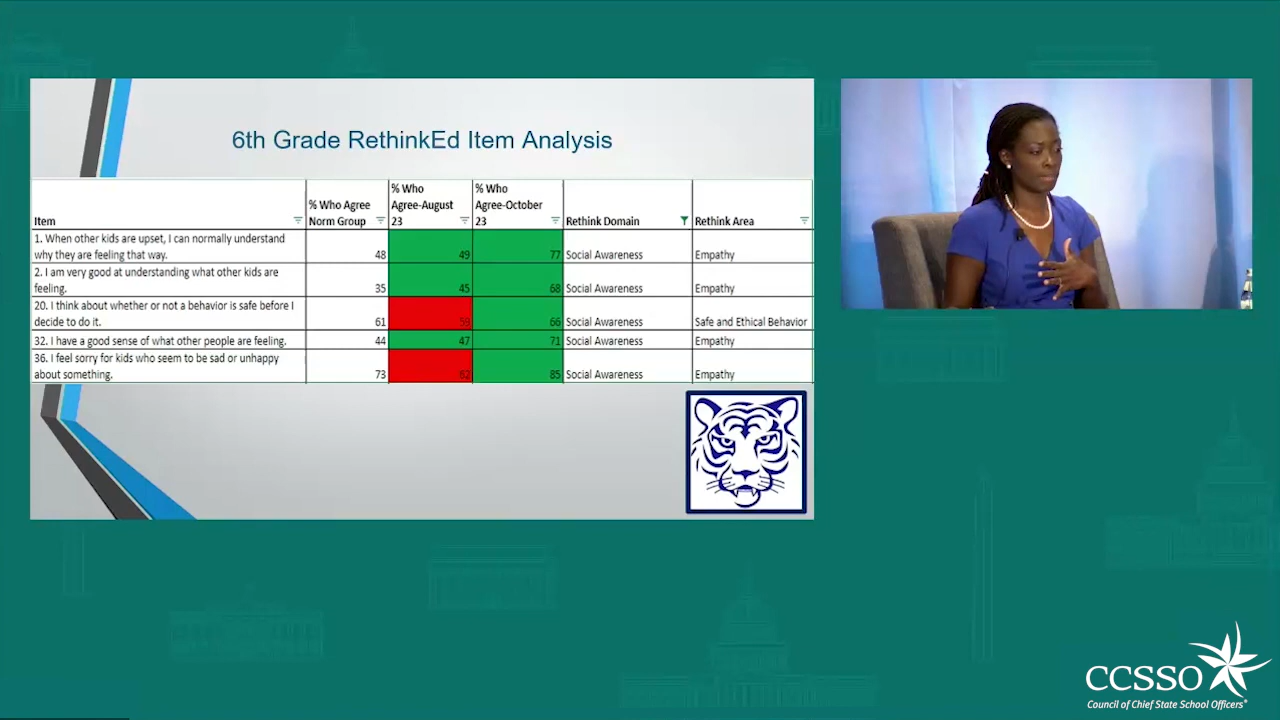 6th Grade RethinkEd Item Analysis
Item
% Who Agree
Norm Group
% Who
Agree-August
23
% Who
Agree-October
23
Rethink Domain
Rethink Area
1. When other kids are upset, I can normally understand
why they are feeling that way.
48
49
77
Social Awareness
Empathy
2. I am very good at understanding what other kids are
feeling.
35
45
68
Social Awareness
Empathy
20. I think about whether or not a behavior is safe before I
decide to do it.
61
59
66
Social Awareness
Safe and Ethical Behavior
32. I have a good sense of what other people are feeling.
44
47
71
Social Awareness
Empathy
36. I feel sorry for kids who seem to be sad or unhappy
about something.
73
62
85
Social Awareness
Empathy
CCSSO
Council of Chief State School Officers®